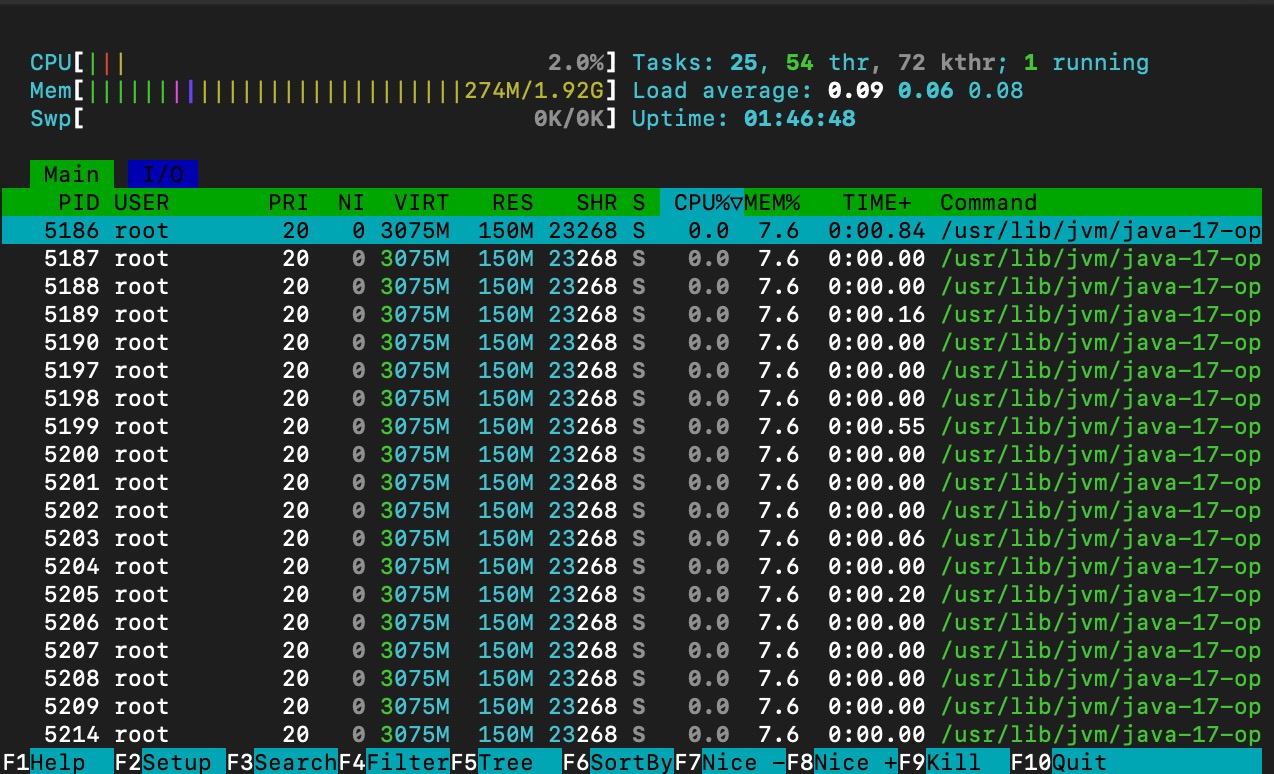 CPU[||| 2.0%] Tasks: 25, 54 thr, 72 kthr; 1 running
Mem[|||||||||||||||||||||||||||274M/1.92G] Load average: 0.09 0.06 0.08
Swp[ 0K/0K] Uptime: 01:46:48
Main I/O
PID USER PRI NI VIRT RES SHR S CPU%▽MEM% TIME+ Command
5186 root 20 0 3075M 150M 23268 S 0.0 7.6 0:00.84 /usr/lib/jvm/java-17-op
5187 root 20 0 3075M 150M 23268 S 0.0 7.6 0:00.00 /usr/lib/jvm/java-17-op
5188 root 20 0 3075M 150M 23268 S 0.0 7.6 0:00.00 /usr/lib/jvm/java-17-op
5189 root 20 0 3075M 150M 23268 S 0.0 7.6 0:00.16 /usr/lib/jvm/java-17-op
5190 root 20 0 3075M 150M 23268 S 0.0 7.6 0:00.00 /usr/lib/jvm/java-17-op
5197 root 20 0 3075M 150M 23268 S 0.0 7.6 0:00.00 /usr/lib/jvm/java-17-op
5198 root 20 0 3075M 150M 23268 S 0.0 7.6 0:00.00 /usr/lib/jvm/java-17-op
5199 root 20 0 3075M 150M 23268 S 0.0 7.6 0:00.55 /usr/lib/jvm/java-17-op
5200 root 20 0 3075M 150M 23268 S 0.0 7.6 0:00.00 /usr/lib/jvm/java-17-op
5201 root 20 0 3075M 150M 23268 S 0.0 7.6 0:00.00 /usr/lib/jvm/java-17-op
5202 root 20 0 3075M 150M 23268 S 0.0 7.6 0:00.00 /usr/lib/jvm/java-17-op
5203 root 20 0 3075M 150M 23268 S 0.0 7.6 0:00.06 /usr/lib/jvm/java-17-op
5204 root 20 0 3075M 150M 23268 S 0.0 7.6 0:00.00 /usr/lib/jvm/java-17-op
5205 root 20 0 3075M 150M 23268 S 0.0 7.6 0:00.20 /usr/lib/jvm/java-17-op
5206 root 20 0 3075M 150M 23268 S 0.0 7.6 0:00.00 /usr/lib/jvm/java-17-op
5207 root 20 0 3075M 150M 23268 S 0.0 7.6 0:00.00 /usr/lib/jvm/java-17-op
5208 root 20 0 3075M 150M 23268 S 0.0 7.6 0:00.00 /usr/lib/jvm/java-17-op
5209 root 20 0 3075M 150M 23268 S 0.0 7.6 0:00.00 /usr/lib/jvm/java-17-op
5214 root 20 0 3075M 150M 23268 S 0.0 7.6 0:00.00 /usr/lib/jvm/java-17-op
F1Help F2Setup F3SearchF4FilterF5Tree F6SortByF7Nice -F8Nice +F9Kill F10Quit